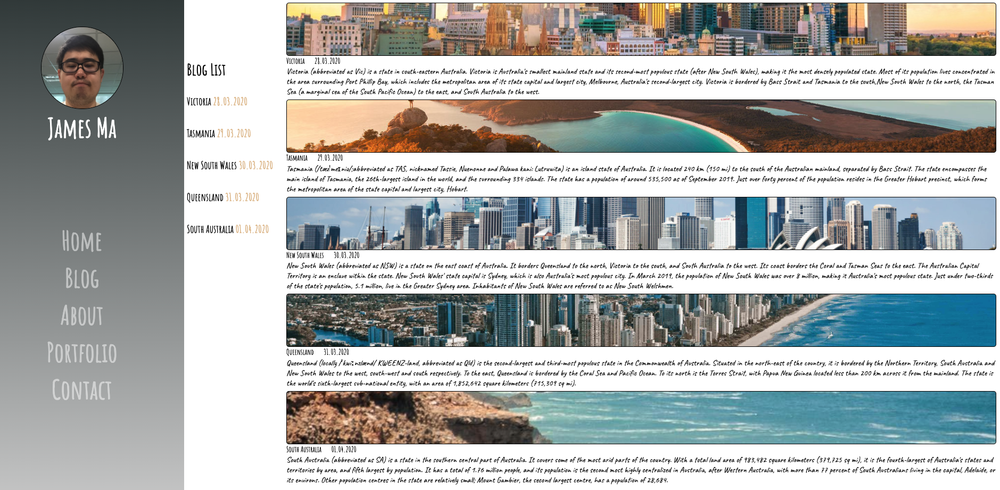 James Ma
Home
Blog
About
Portfolio
Contact
Blog List
Victoria 28.03.2020
Tasmania 29.03.2020
New South Wales 30.03.2020
Queensland 31.03.2020
South Australia 01.04.2020
Victoria 28.03.2020
Victoria (abbreviated as Vic) is a state in south-eastern Australia. Victoria is Australia's smallest mainland state and its second-most populous state (after New South Wales), making it the most densely populated state. Most of its population lives concentrated in
the area surrounding Port Phillip Bay, which includes the metropolitan area of its state capital and largest city, Melbourne, Australia's second-largest city. Victoria is bordered by Bass Strait and Tasmania to the south,New South Wales to the north, the Tasman
Sea (a marginal sea of the South Pacific Ocean) to the east, and South Australia to the west.
Tasmania 29.03.2020
Tasmania (/tæzˈmeɪniə/;abbreviated as TAS, nicknamed Tassie, Nuenonne and Palawa kani: Lutruwita) is an island state of Australia. It is located 240 km (150 mi) to the south of the Australian mainland, separated by Bass Strait. The state encompasses the
main island of Tasmania, the 26th-largest island in the world, and the surrounding 334 islands. The state has a population of around 535,500 as of September 2019. Just over forty percent of the population resides in the Greater Hobart precinct, which forms
the metropolitan area of the state capital and largest city, Hobart.
New South Wales 30.03.2020
New South Wales (abbreviated as NSW) is a state on the east coast of Australia. It borders Queensland to the north, Victoria to the south, and South Australia to the west. Its coast borders the Coral and Tasman Seas to the east. The Australian Capital
Territory is an enclave within the state. New South Wales' state capital is Sydney, which is also Australia's most populous city. In March 2019, the population of New South Wales was over 8 million, making it Australia's most populous state. Just under two-thirds
of the state's population, 5.1 million, live in the Greater Sydney area. Inhabitants of New South Wales are referred to as New South Welshmen.
Queensland 31.03.2020
Queensland (locally /ˈkwiːnzlænd/ KWEENZ-land, abbreviated as Qld) is the second-largest and third-most populous state in the Commonwealth of Australia. Situated in the north-east of the country, it is bordered by the Northern Territory, South Australia and
New South Wales to the west, south-west and south respectively. To the east, Queensland is bordered by the Coral Sea and Pacific Ocean. To its north is the Torres Strait, with Papua New Guinea located less than 200 km across it from the mainland. The state is
the world's sixth-largest sub-national entity, with an area of 1,852,642 square kilometers (715,309 sq mi).
South Australia 01.04.2020
South Australia (abbreviated as SA) is a state in the southern central part of Australia. It covers some of the most arid parts of the country. With a total land area of 983,482 square kilometers (379,725 sq mi), it is the fourth-largest of Australia's states and
territories by area, and fifth largest by population. It has a total of 1.76 million people, and its population is the second most highly centralized in Australia, after Western Australia, with more than 77 percent of South Australians living in the capital, Adelaide, or
its environs. Other population centres in the state are relatively small; Mount Gambier, the second largest centre, has a population of 28,684.